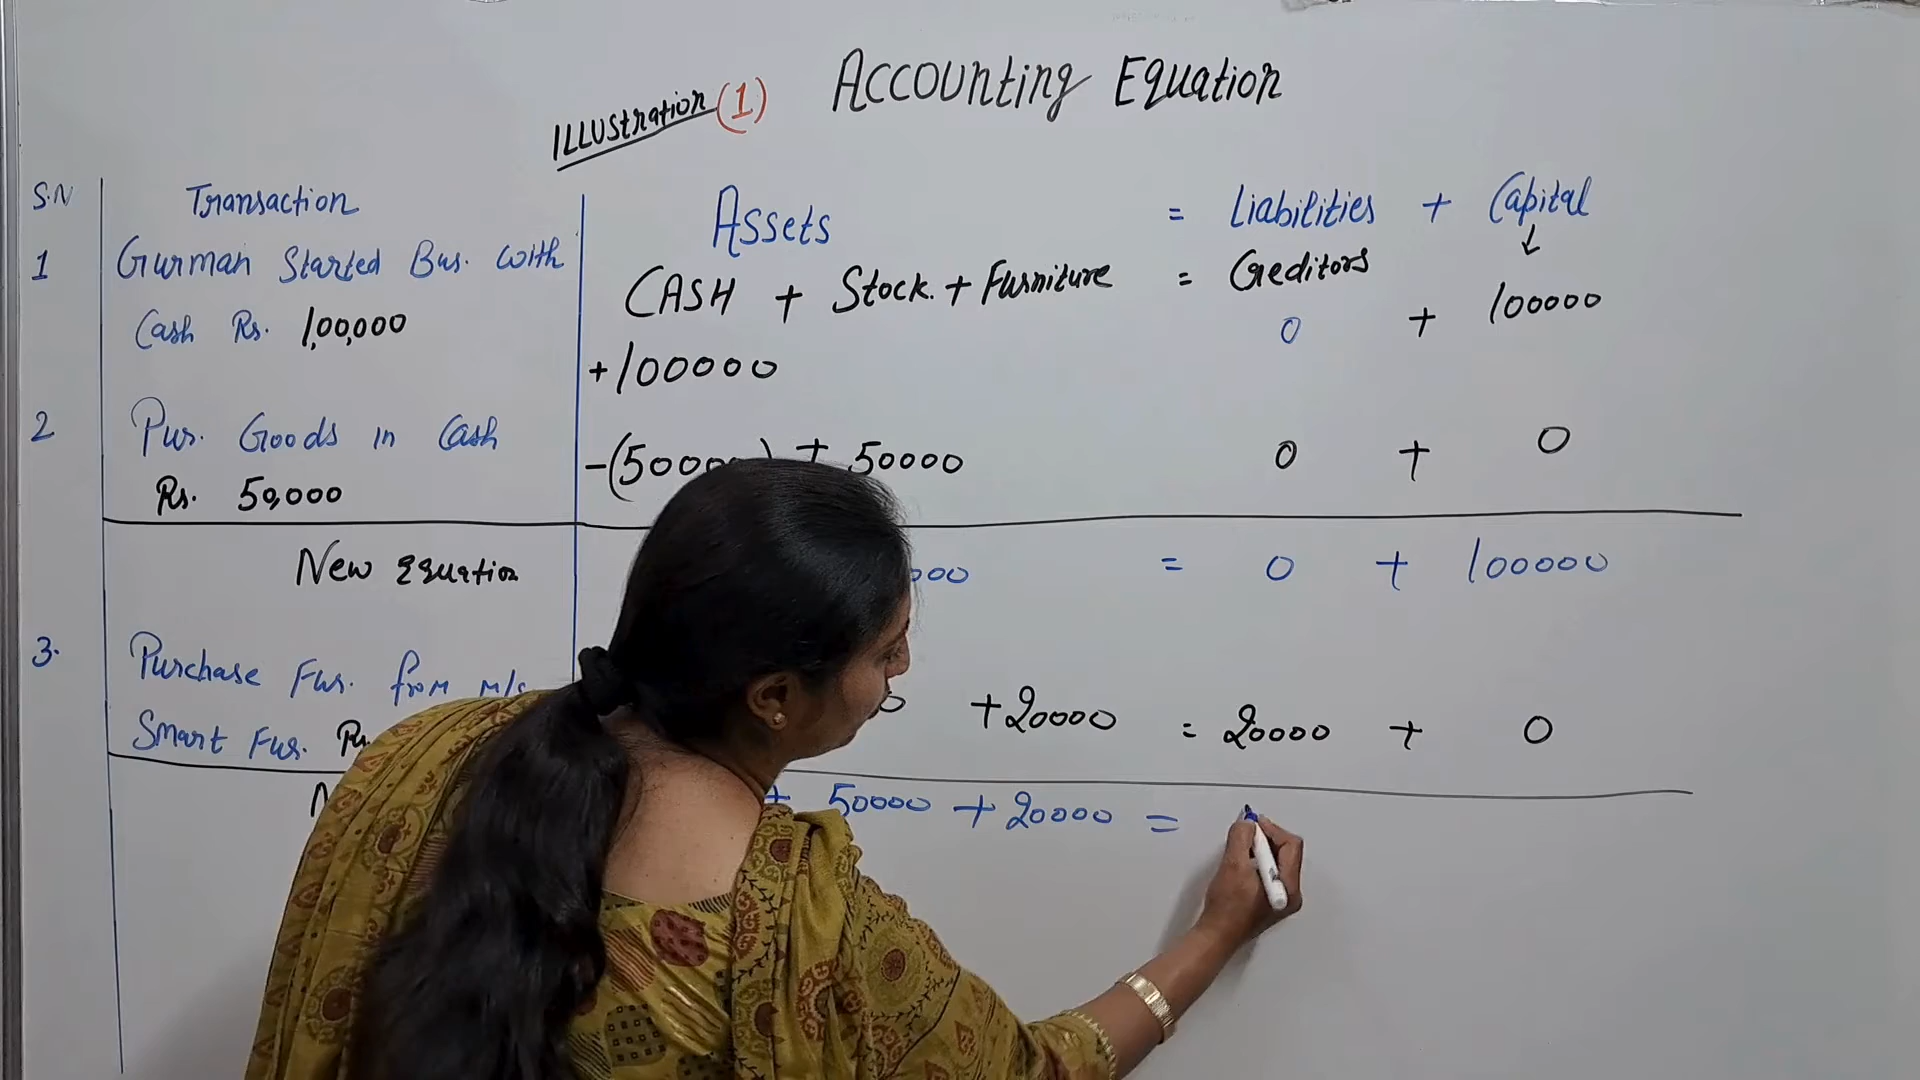 Accounting Equation
Illustration (1)
S.N Transaction Assets = Liabilities + Capital
1 Gurman Started Bus. with CASH + Stock. + Furniture = Creditors
Cash Rs. 1,00,000 0 + 100000
+100000
2 Pur. Goods in Cash + 50000 0 + 0
Rs. 50,000
New Equation = 0 + 100000
3. Purchase Fur. from M/s
Smart Fur. +20000 = 20000 + 0
+ 50000 + 20000 =